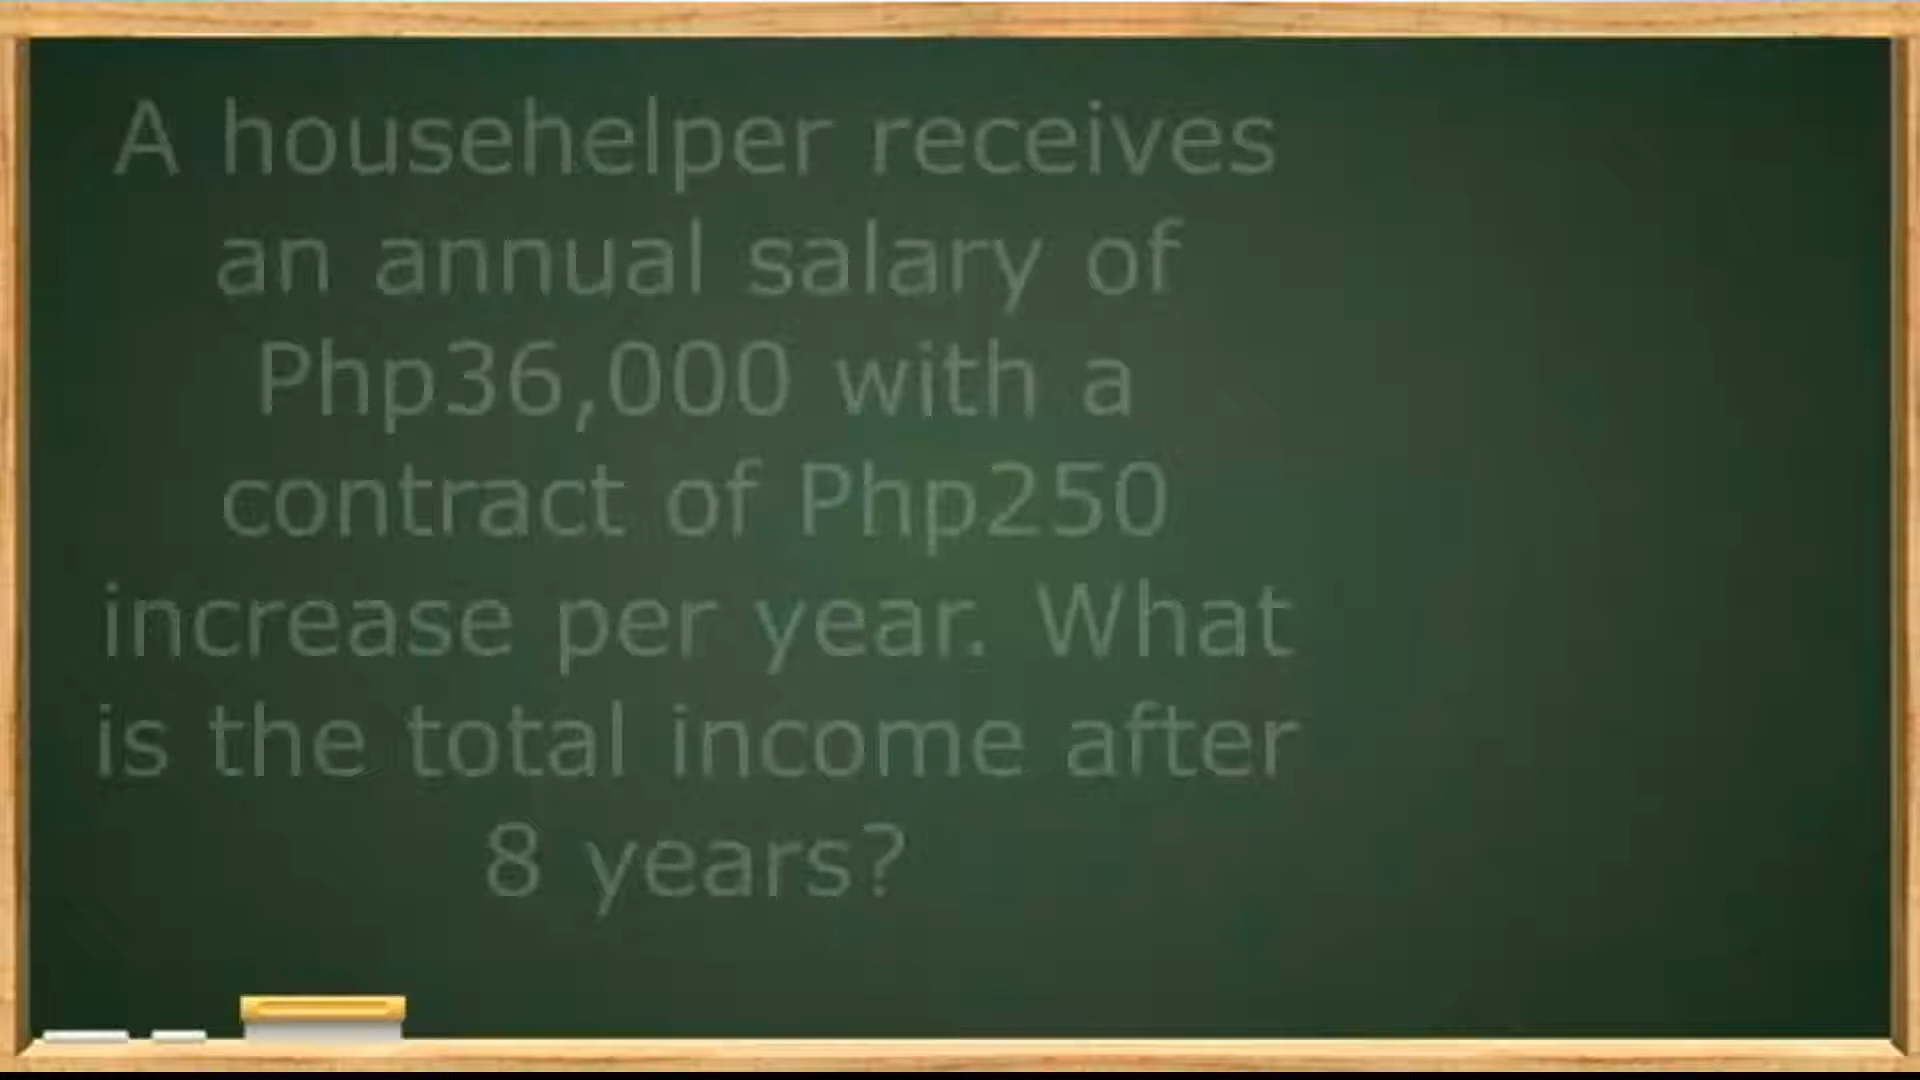 A househelper receives
an annual salary of
Php36,000 with a
contract of Php250
increase per year. What
is the total income after
8 years?